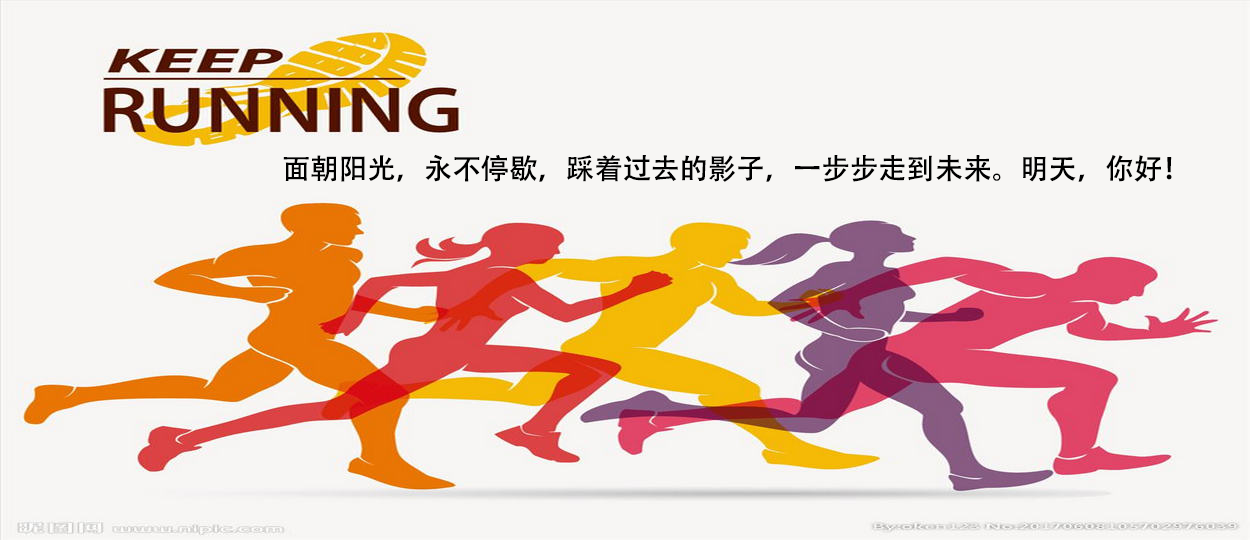 KEEP
RUNNING
面朝阳光，永不停歇，踩着过去的影子，一步步走到未来。明天，你好！
昵图网 www.nipic.com
By:oken123 No:20170608105702976039